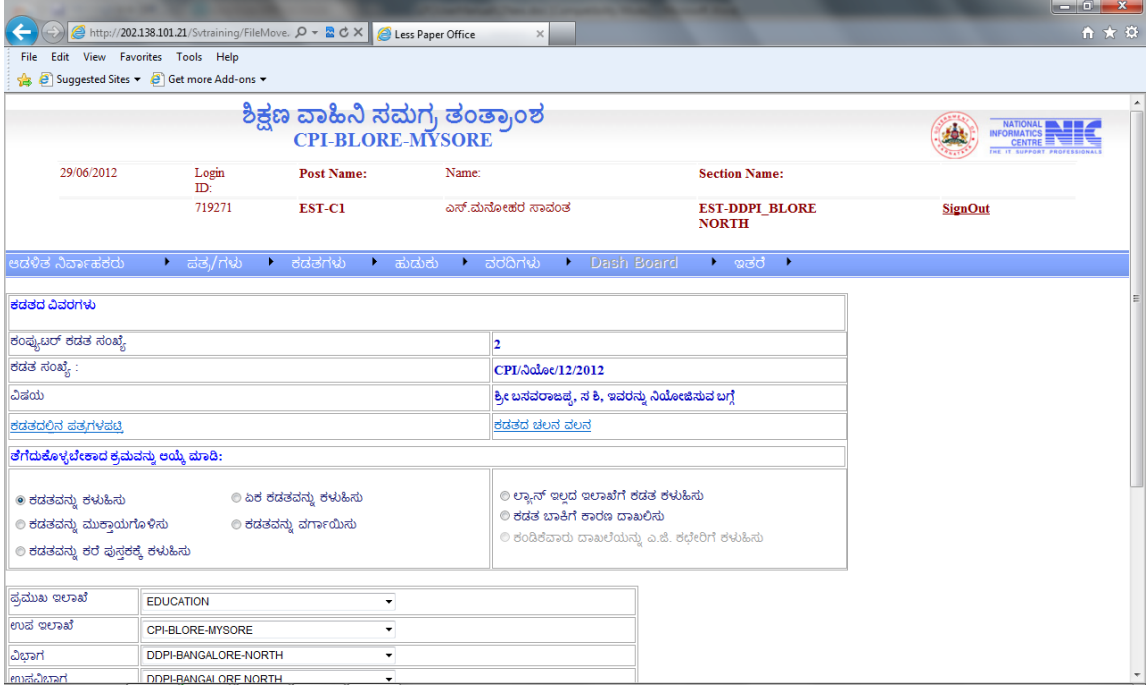 http://202.138.101.21/Svtraining/FileMove.
Less Paper Office
File Edit View Favorites Tools Help
Suggested Sites Get more Add-ons
ಶಿಕ್ಷಣ ವಾಹಿನಿ ಸಮಗ್ರ ತಂತ್ರಾಂಶ
CPI-BLORE-MYSORE
NATIONAL INFORMATICS CENTRE NIC
THE IT SUPPORT PROFESSIONALS
29/06/2012 Login ID: Post Name: Name: Section Name:
719271 EST-C1 ಎಸ್.ಮನೋಹರ ಸಾವಂತ EST-DDPI_BLORE NORTH SignOut
ಆಡಳಿತ ನಿರ್ವಾಹಕರು ಪತ್ರ/ಗಳು ಕಡತಗಳು ಹುಡುಕು ವರದಿಗಳು Dash Board ಇತರೆ
ಕಡತದ ವಿವರಗಳು
ಕಂಪ್ಯುಟರ್ ಕಡತ ಸಂಖ್ಯೆ 2
ಕಡತ ಸಂಖ್ಯೆ : CPI/ನಿಯೋ/12/2012
ವಿಷಯ ಶ್ರೀ ಬಸವರಾಜಪ್ಪ, ಸ ಶಿ, ಇವರನ್ನು ನಿಯೋಜಿಸುವ ಬಗ್ಗೆ
ಕಡತದಲಿನ ಪತ್ರಗಳಪಟ್ಟಿ ಕಡತದ ಚಲನ ವಲನ
ತೆಗೆದುಕೊಳ್ಳಬೇಕಾದ ಕ್ರಮವನ್ನು ಆಯ್ಕೆ ಮಾಡಿ:
ಕಡತವನ್ನು ಕಳುಹಿಸು ಏಕ ಕಡತವನ್ನು ಕಳುಹಿಸು ಲ್ಯಾನ್ ಇಲ್ಲದ ಇಲಾಖೆಗೆ ಕಡತ ಕಳುಹಿಸು
ಕಡತವನ್ನು ಮುಕ್ತಾಯಗೊಳಿಸು ಕಡತವನ್ನು ವರ್ಗಾಯಿಸು ಕಡತ ಬಾಕಿಗೆ ಕಾರಣ ದಾಖಲಿಸು
ಕಡತವನ್ನು ಕರೆ ಪುಸ್ತಕಕ್ಕೆ ಕಳುಹಿಸು ಕಂಡಿಕೆವಾರು ದಾಖಲೆಯನ್ನು ಎ.ಜಿ. ಕಛೇರಿಗೆ ಕಳುಹಿಸು
ಪ್ರಮುಖ ಇಲಾಖೆ EDUCATION
ಉಪ ಇಲಾಖೆ CPI-BLORE-MYSORE
ವಿಭಾಗ DDPI-BANGALORE-NORTH
ಉಪವಿಭಾಗ DDPI-BANGALORE NORTH